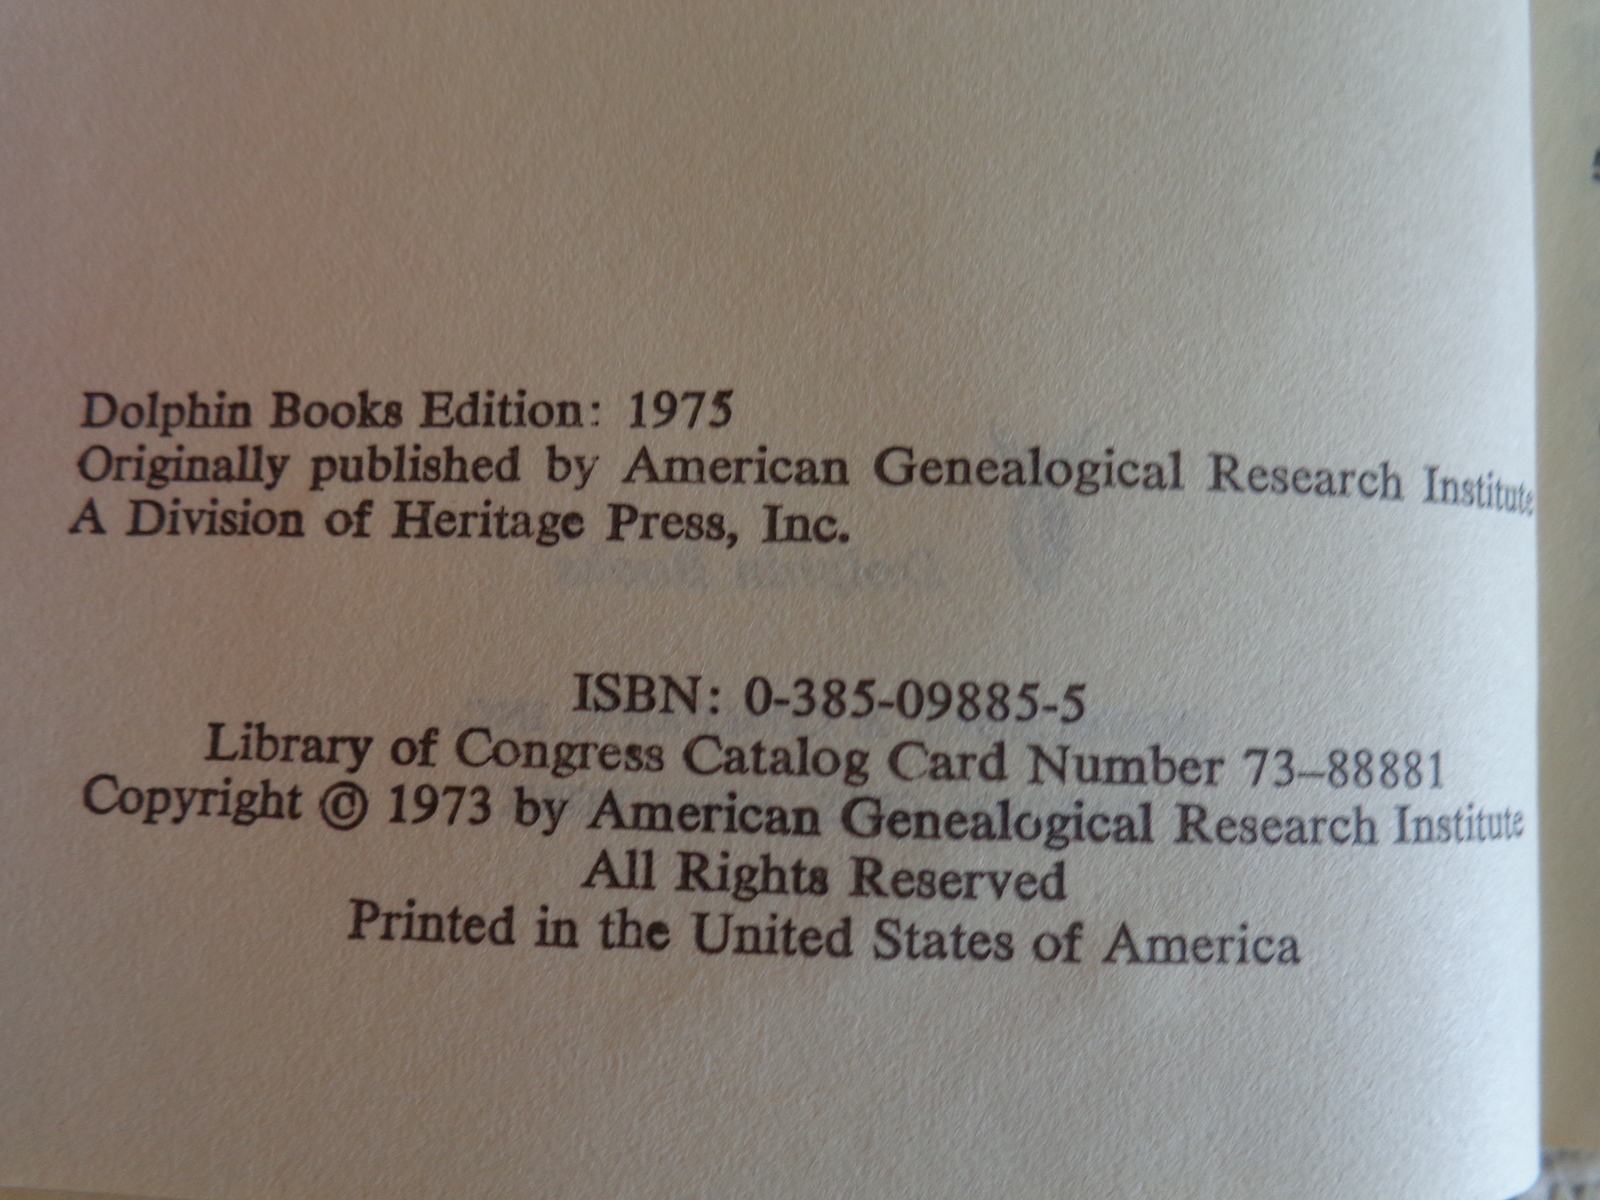 Dolphin Books Edition: 1975
Originally published by American Genealogical Research Institute
A Division of Heritage Press, Inc.
ISBN: 0-385-09885-5
Library of Congress Catalog Card Number 73–88881
Copyright © 1973 by American Genealogical Research Institute
All Rights Reserved
Printed in the United States of America